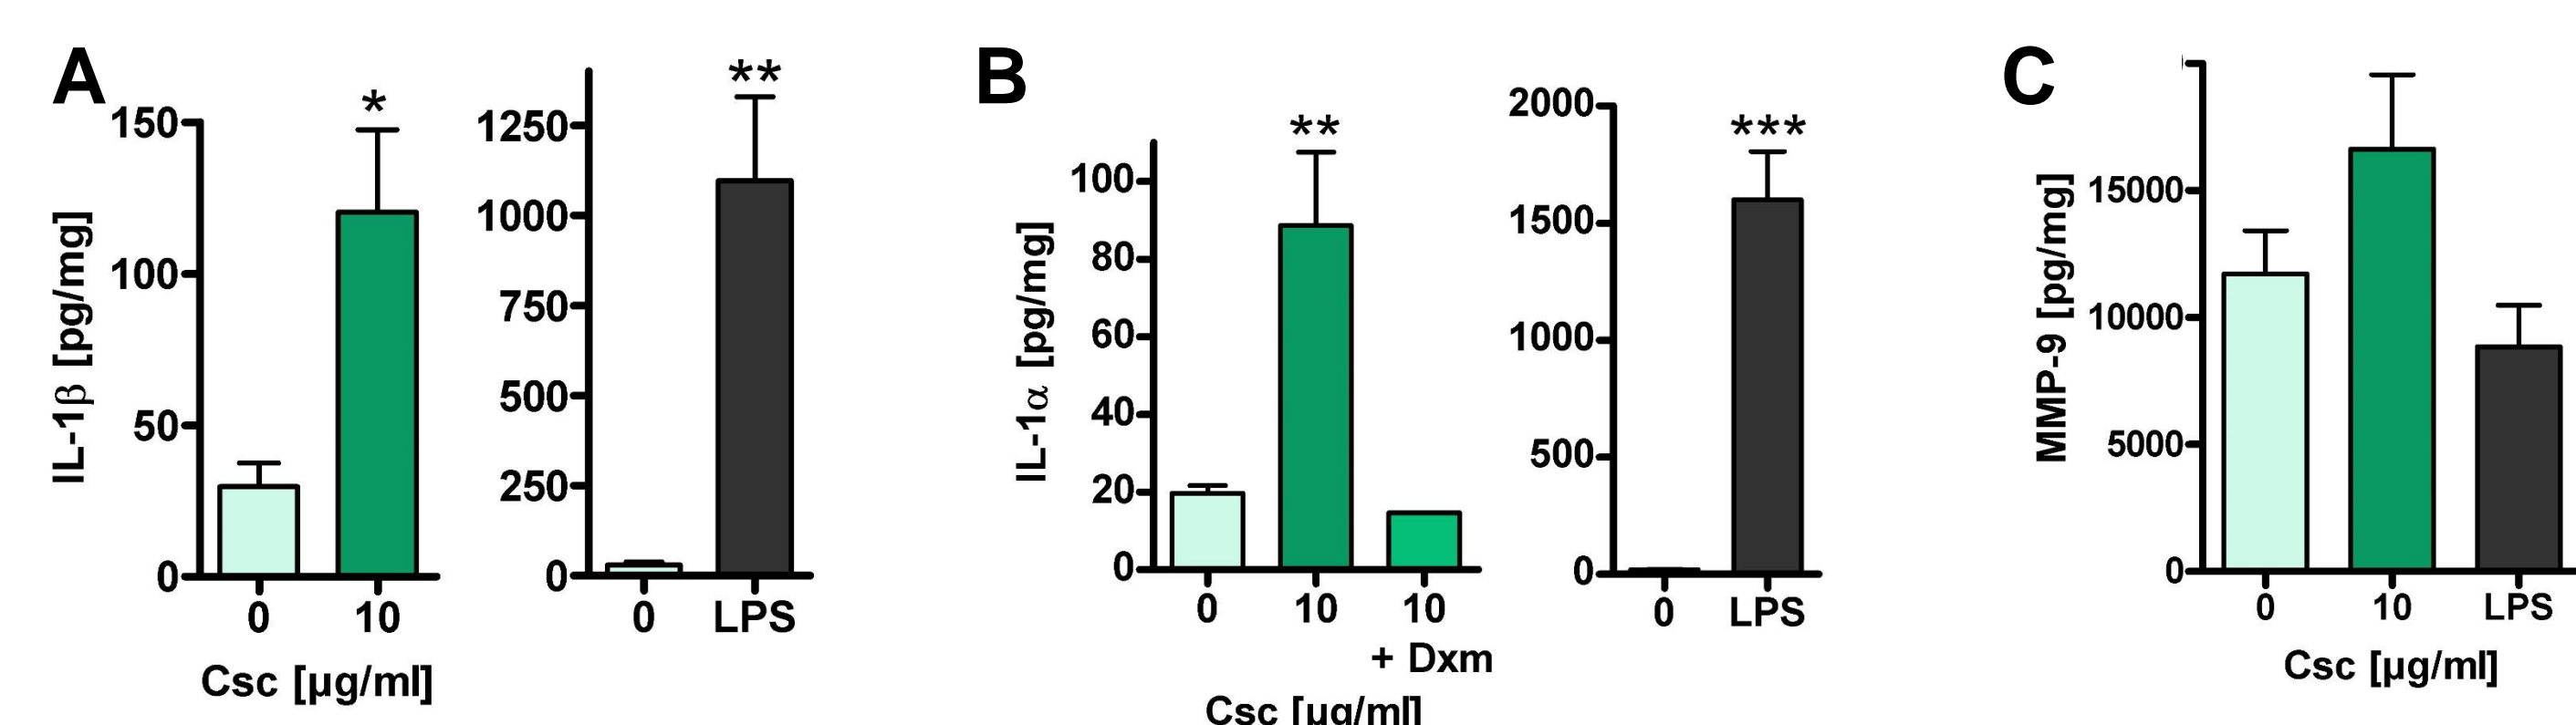 A
*
150
100
50
0
IL-1β [pg/mg]
0 10
Csc [µg/ml]
**
1250
1000
750
500
250
0
0 LPS
B
**
100
80
60
40
20
0
IL-1α [pg/mg]
0 10 10
+ Dxm
Csc [µg/ml]
***
2000
1500
1000
500
0
0 LPS
C
15000
10000
5000
0
MMP-9 [pg/mg]
0 10 LPS
Csc [µg/ml]